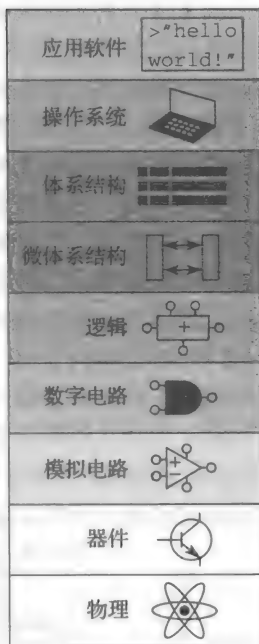 应用软件
>"hello
world!"
操作系统
体系结构
微体系结构
逻辑
+
数字电路
模拟电路
+
−
器件
物理